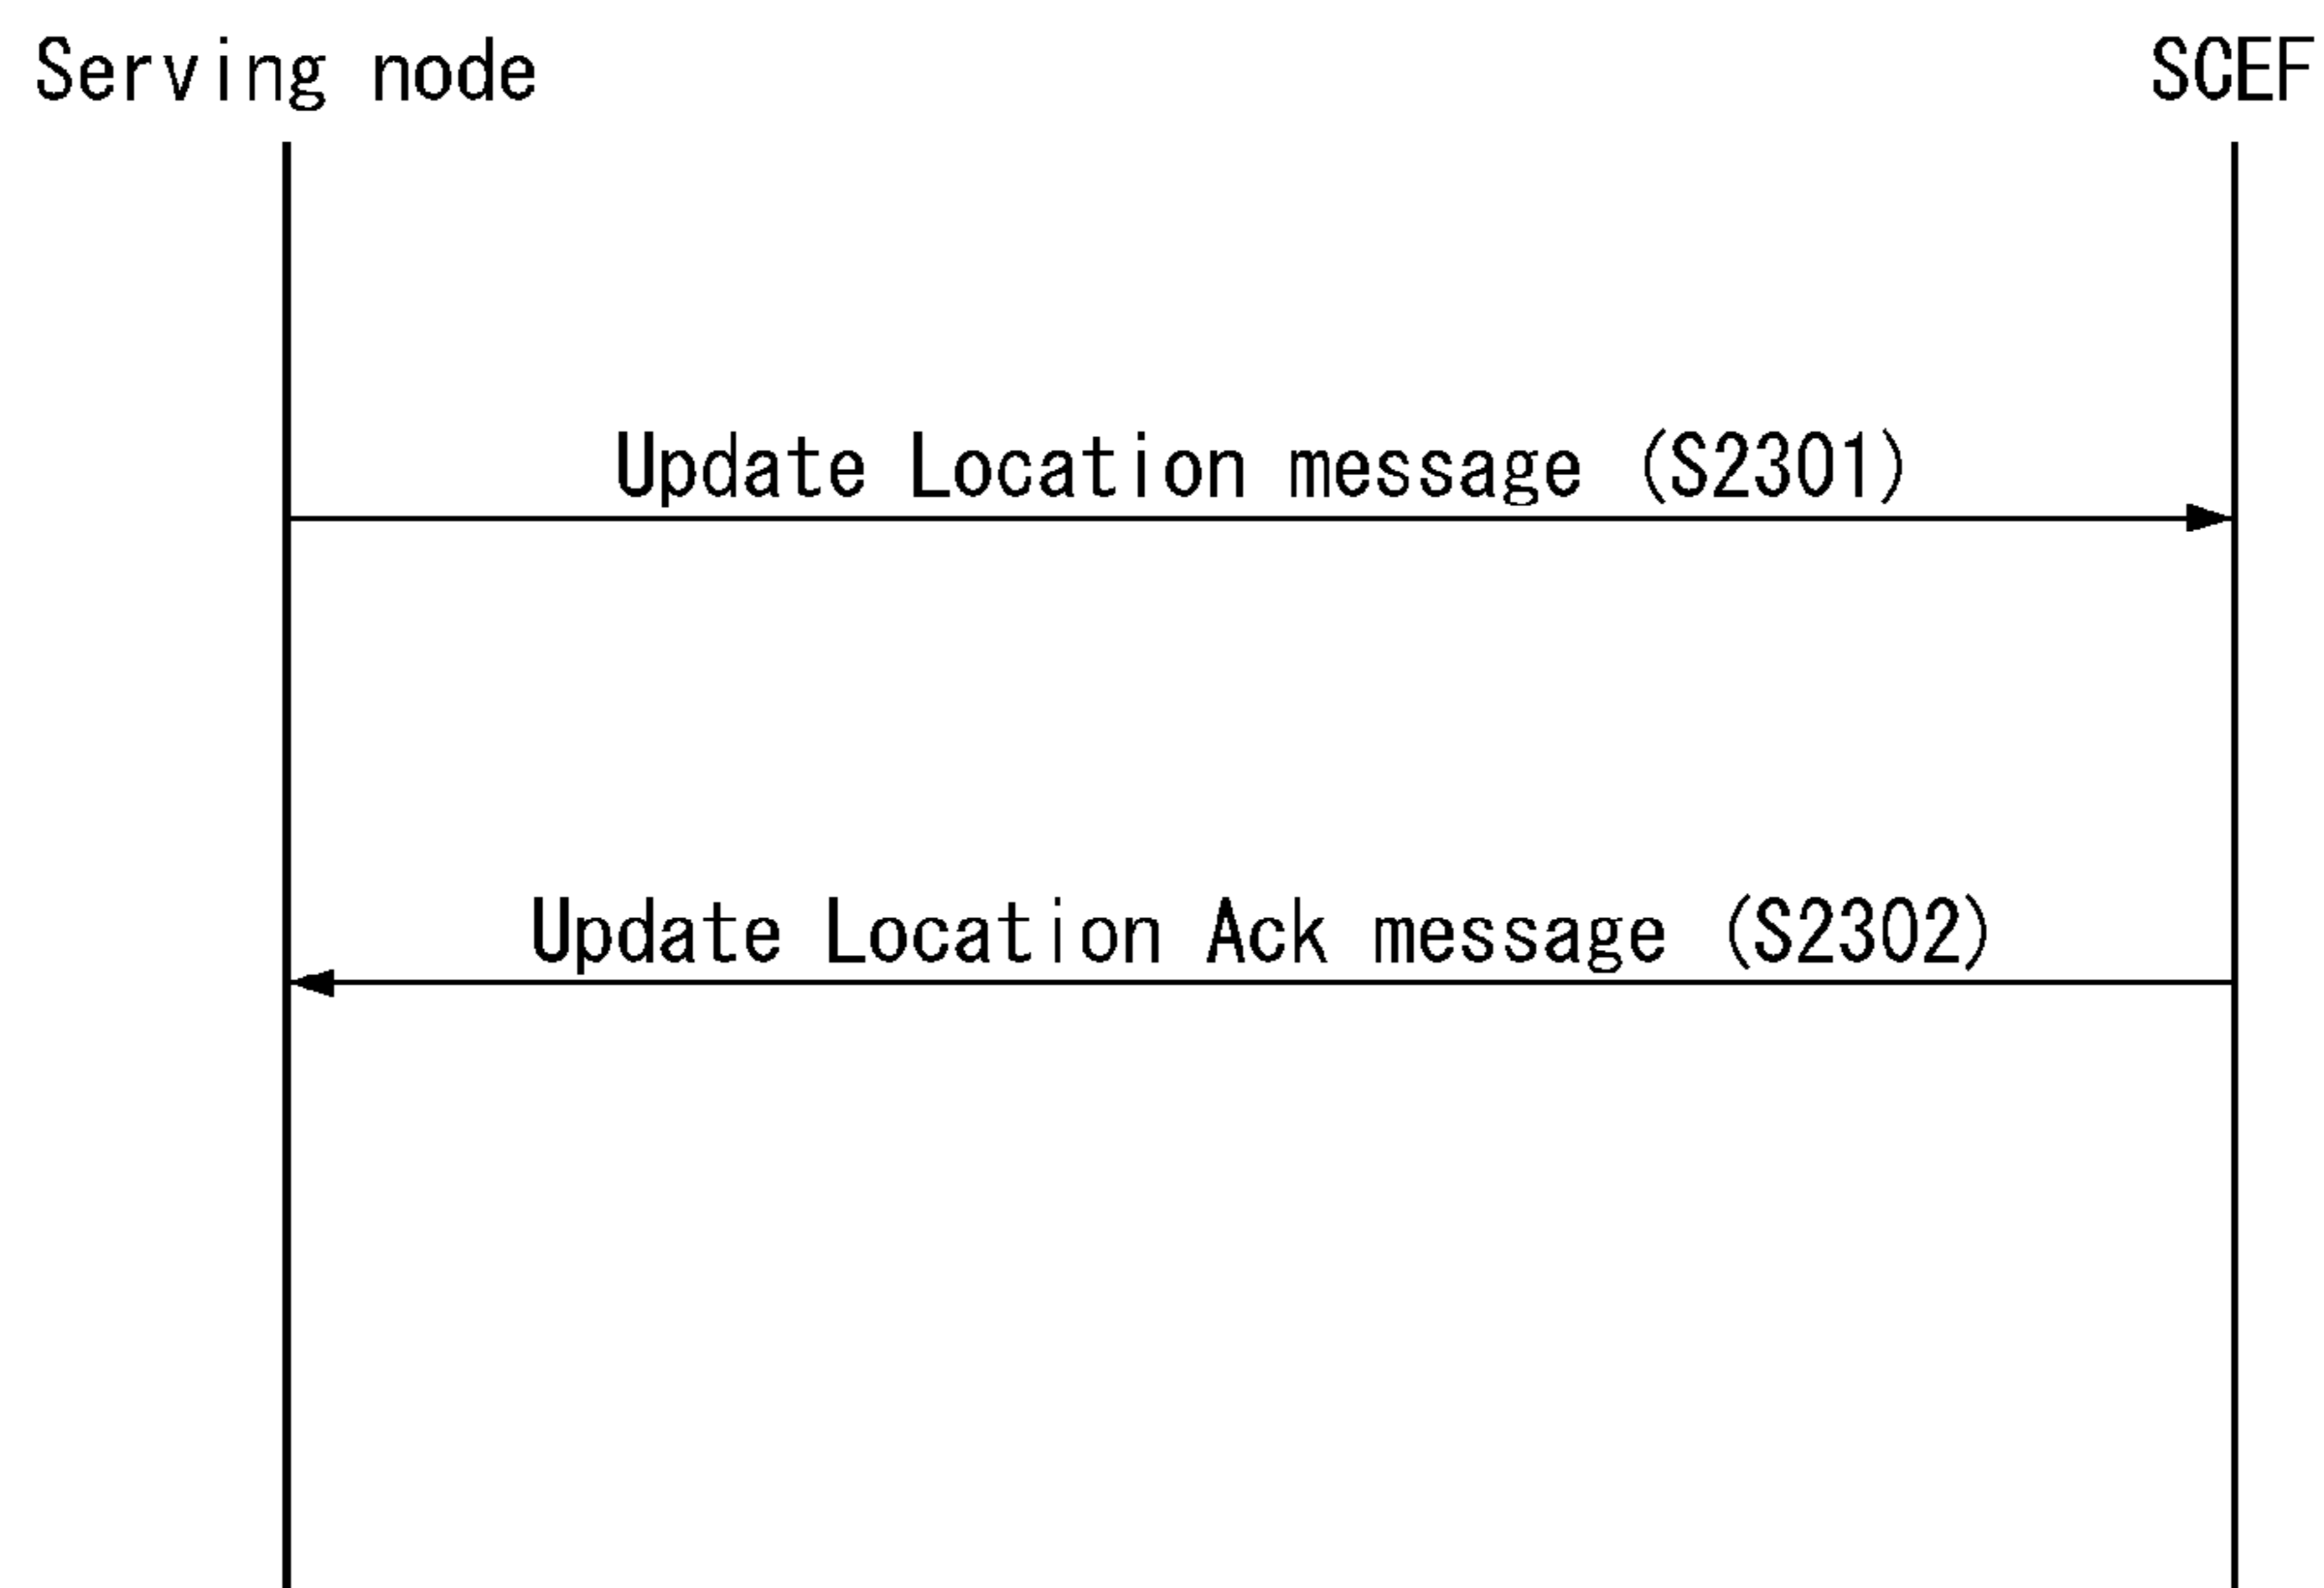 Serving node SCEF
Update Location message (S2301)
Update Location Ack message (S2302)